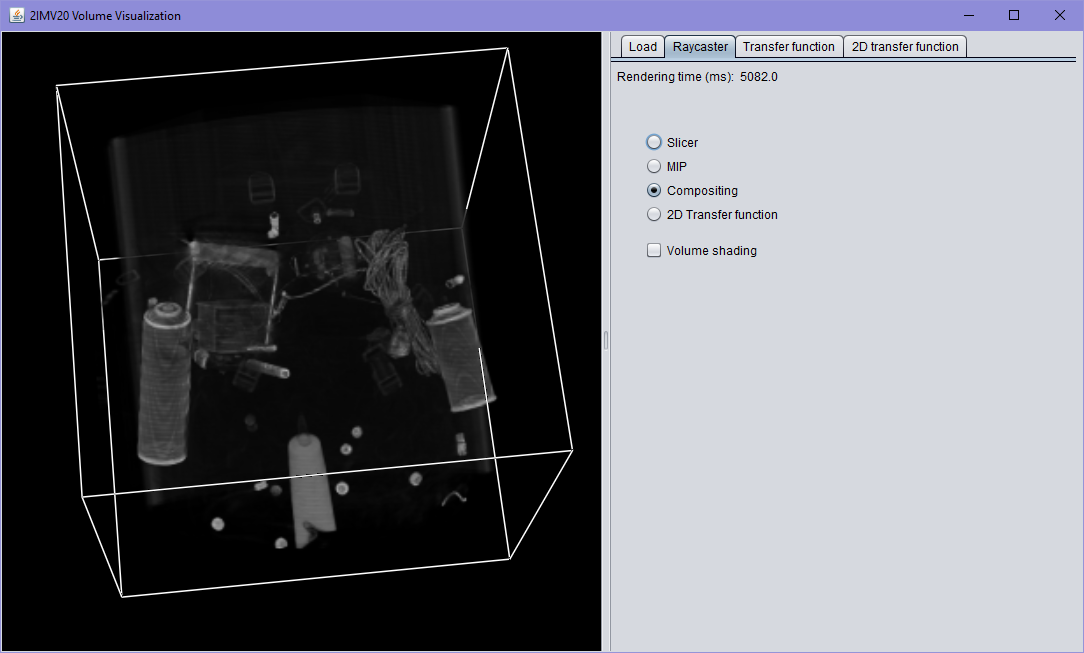 2IMV20 Volume Visualization
Load Raycaster Transfer function 2D transfer function
Rendering time (ms): 5082.0
Slicer
MIP
Compositing
2D Transfer function
Volume shading